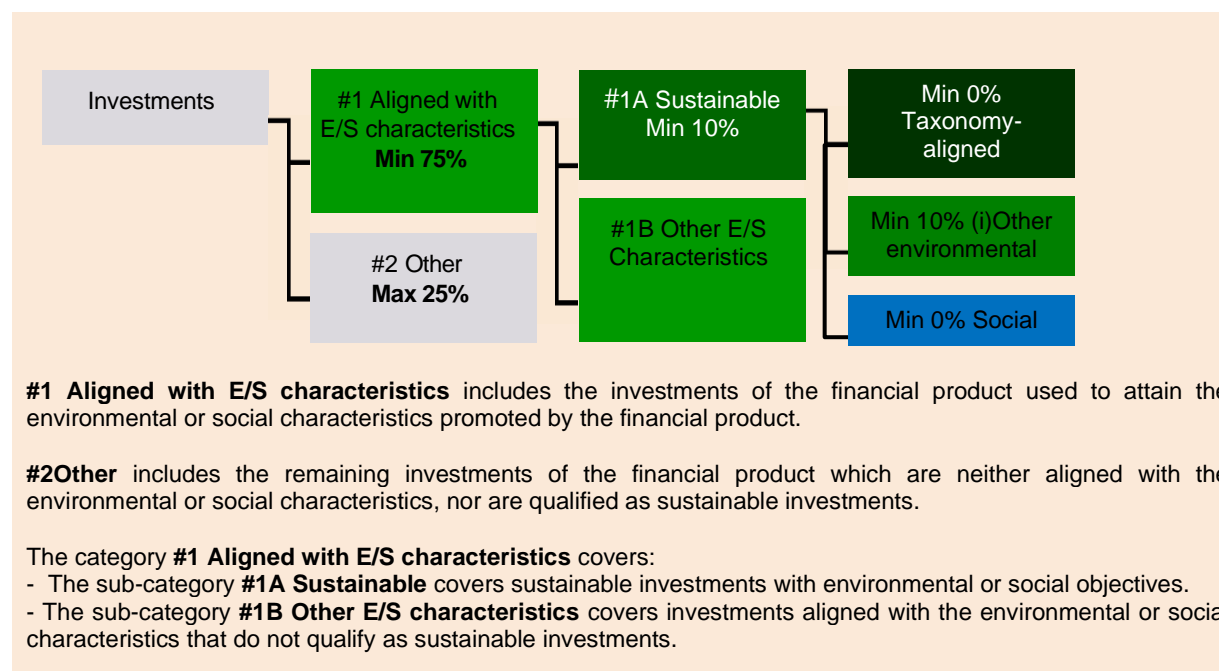 Investments
#1 Aligned with
E/S characteristics
Min 75%
#2 Other
Max 25%
#1A Sustainable
Min 10%
#1B Other E/S
Characteristics
Min 0%
Taxonomy-
aligned
Min 10% (i)Other
environmental
Min 0% Social
#1 Aligned with E/S characteristics includes the investments of the financial product used to attain the
environmental or social characteristics promoted by the financial product.
#2Other includes the remaining investments of the financial product which are neither aligned with the
environmental or social characteristics, nor are qualified as sustainable investments.
The category #1 Aligned with E/S characteristics covers:
- The sub-category #1A Sustainable covers sustainable investments with environmental or social objectives.
- The sub-category #1B Other E/S characteristics covers investments aligned with the environmental or social
characteristics that do not qualify as sustainable investments.